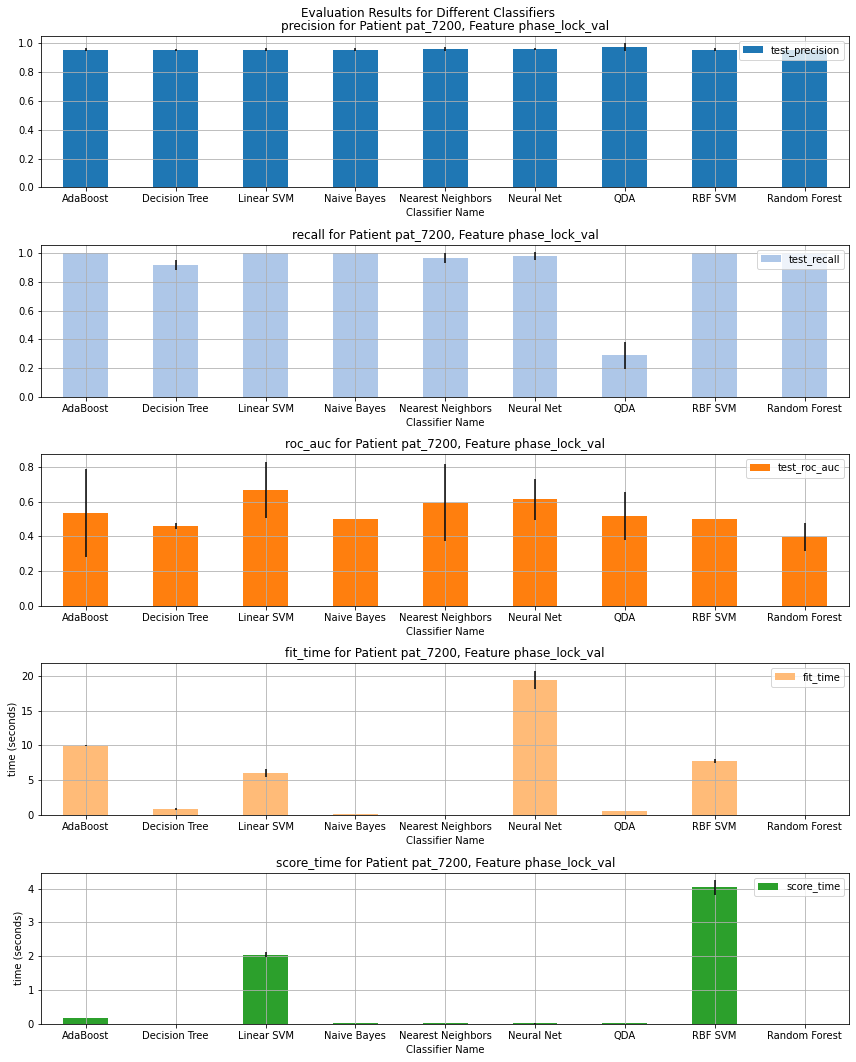 Evaluation Results for Different Classifiers
precision for Patient pat_7200, Feature phase_lock_val
1.0
0.8
0.6
0.4
0.2
0.0
test_precision
AdaBoost Decision Tree Linear SVM Naive Bayes Nearest Neighbors Neural Net QDA RBF SVM Random Forest
Classifier Name
recall for Patient pat_7200, Feature phase_lock_val
1.0
0.8
0.6
0.4
0.2
0.0
test_recall
AdaBoost Decision Tree Linear SVM Naive Bayes Nearest Neighbors Neural Net QDA RBF SVM Random Forest
Classifier Name
roc_auc for Patient pat_7200, Feature phase_lock_val
0.8
0.6
0.4
0.2
0.0
test_roc_auc
AdaBoost Decision Tree Linear SVM Naive Bayes Nearest Neighbors Neural Net QDA RBF SVM Random Forest
Classifier Name
fit_time for Patient pat_7200, Feature phase_lock_val
time (seconds)
20
15
10
5
0
fit_time
AdaBoost Decision Tree Linear SVM Naive Bayes Nearest Neighbors Neural Net QDA RBF SVM Random Forest
Classifier Name
score_time for Patient pat_7200, Feature phase_lock_val
time (seconds)
4
3
2
1
0
score_time
AdaBoost Decision Tree Linear SVM Naive Bayes Nearest Neighbors Neural Net QDA RBF SVM Random Forest
Classifier Name